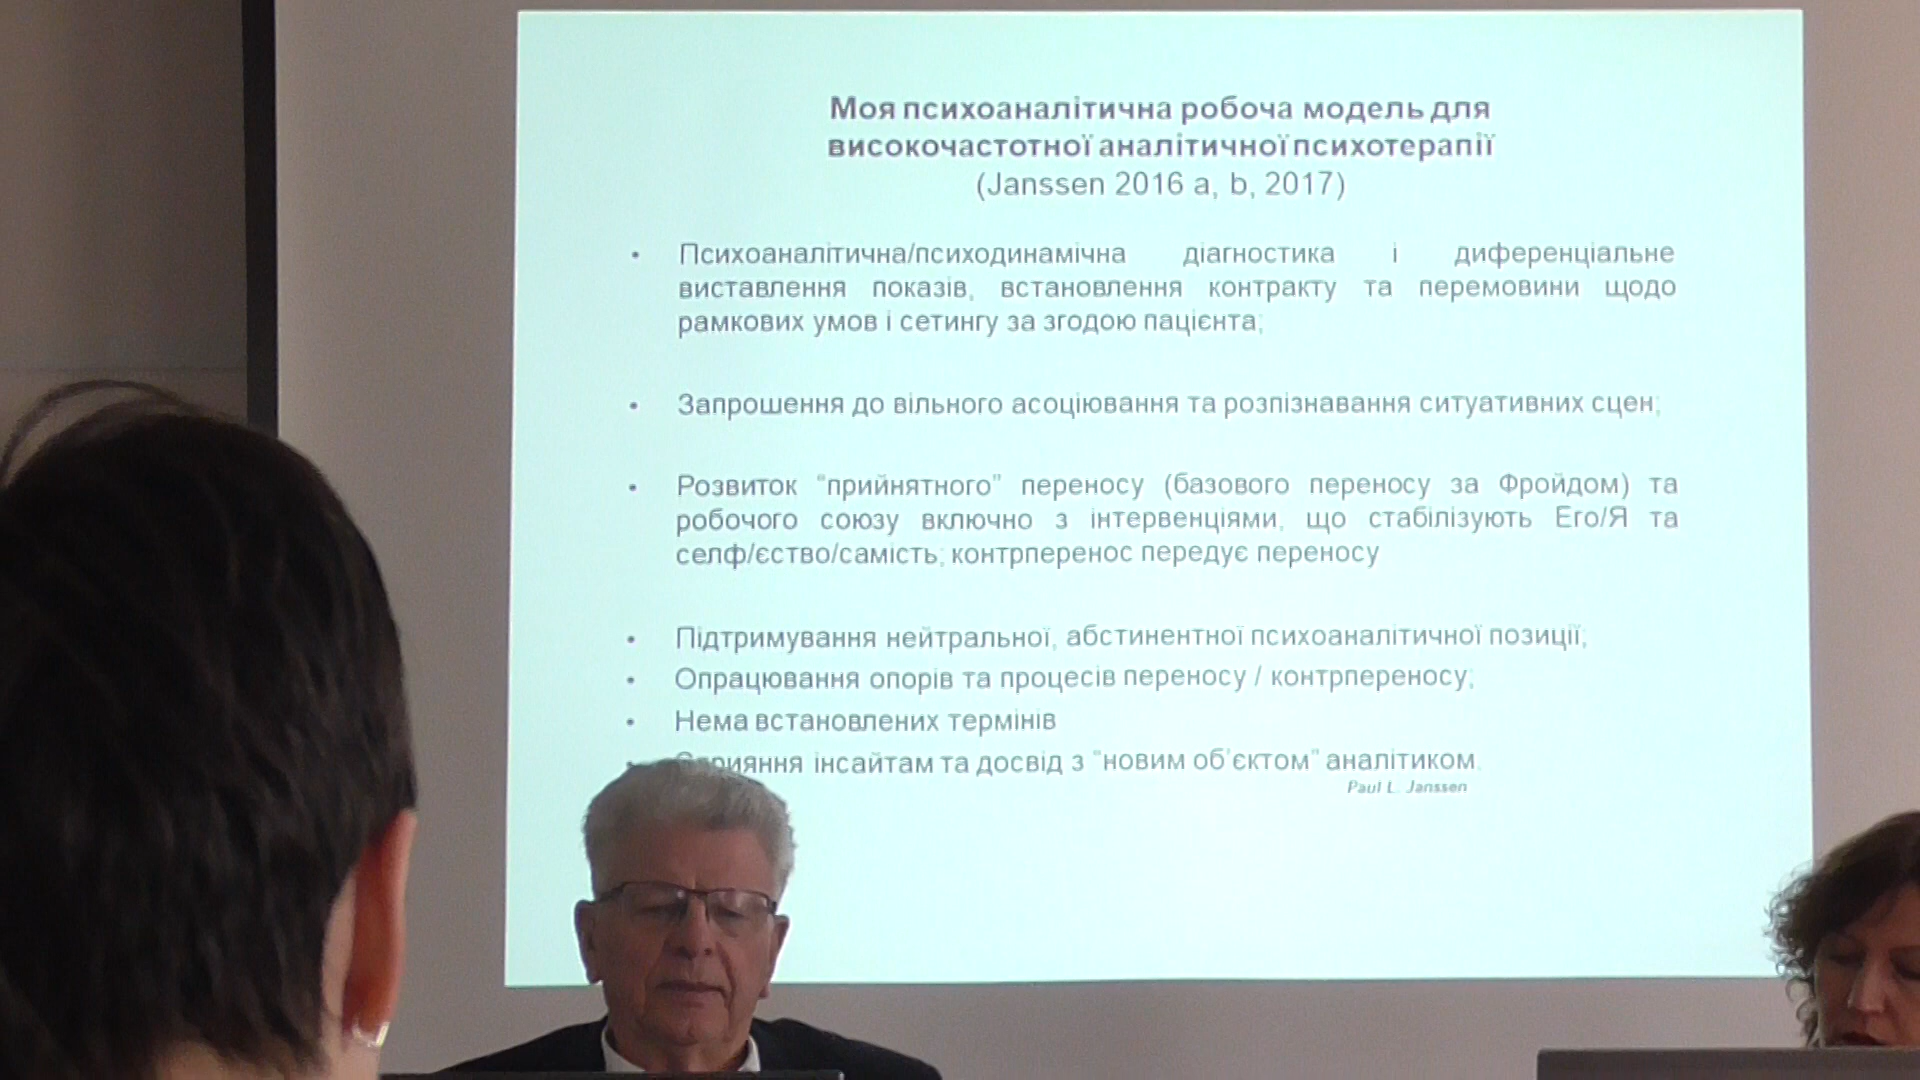 Моя психоаналітична робоча модель для
високочастотної аналітичної психотерапії
(Janssen 2016 a, b, 2017)
• Психоаналітична/психодинамічна діагностика і диференціальне
виставлення показів, встановлення контракту та перемовини щодо
рамкових умов і сетингу за згодою пацієнта;
• Запрошення до вільного асоціювання та розпізнавання ситуативних сцен;
• Розвиток “прийнятного” переносу (базового переносу за Фройдом) та
робочого союзу включно з інтервенціями, що стабілізують Его/Я та
селф/єство/самість; контрперенос передує переносу
• Підтримування нейтральної, абстинентної психоаналітичної позиції;
• Опрацювання опорів та процесів переносу / контрпереносу;
• Нема встановлених термінів
• інсайтам та досвід з “новим об’єктом” аналітиком.
Paul L. Janssen